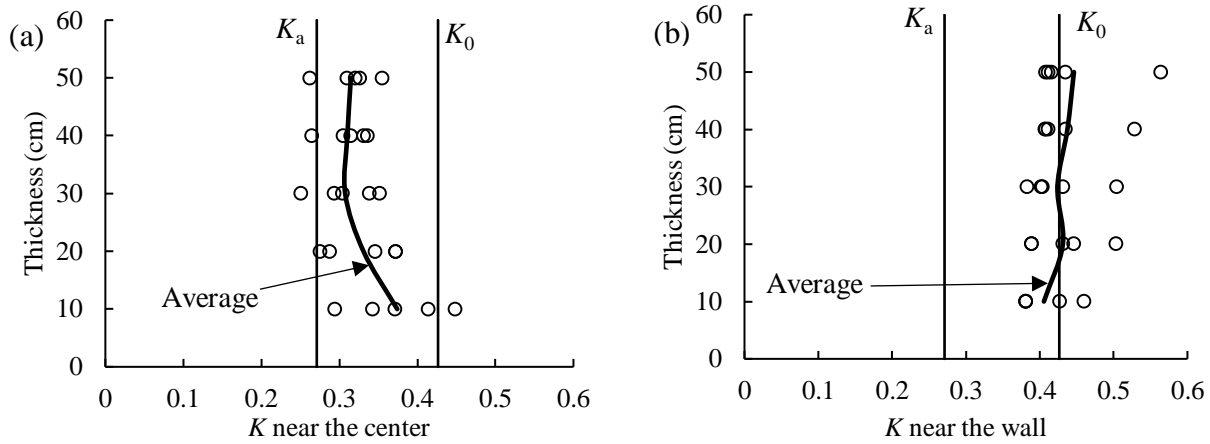 (a)
K_a
K_0
60
50
40
30
20
10
0
Thickness (cm)
Average
0 0.1 0.2 0.3 0.4 0.5 0.6
K near the center
(b)
K_a
K_0
60
50
40
30
20
10
0
Thickness (cm)
Average
0 0.1 0.2 0.3 0.4 0.5 0.6
K near the wall